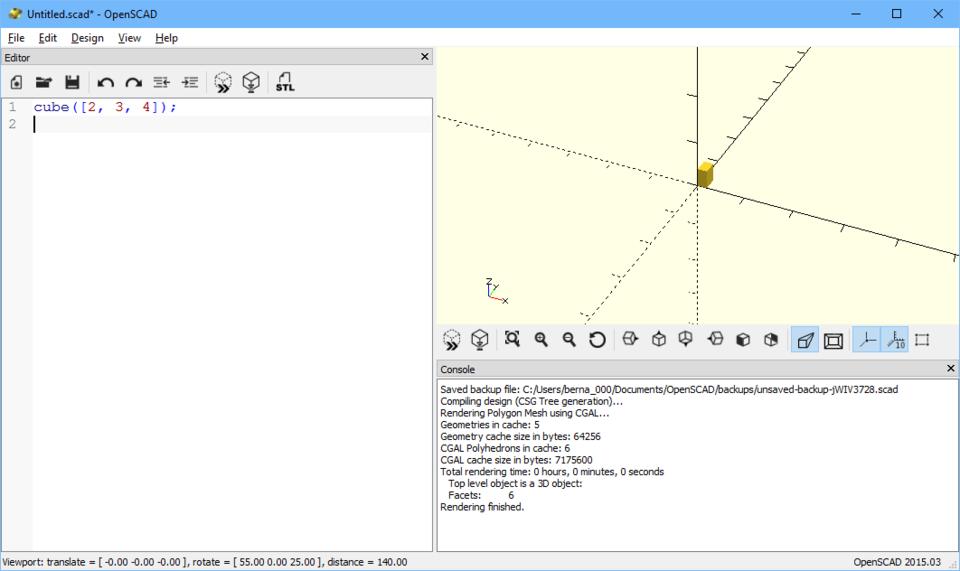 Untitled.scad* - OpenSCAD
File Edit Design View Help
Editor
STL
1 cube([2, 3, 4]);
2
Z
Y
X
10
Console
Saved backup file: C:/Users/berna_000/Documents/OpenSCAD/backups/unsaved-backup-jWIV3728.scad
Compiling design (CSG Tree generation)...
Rendering Polygon Mesh using CGAL...
Geometries in cache: 5
Geometry cache size in bytes: 64256
CGAL Polyhedrons in cache: 6
CGAL cache size in bytes: 7175600
Total rendering time: 0 hours, 0 minutes, 0 seconds
Top level object is a 3D object:
Facets: 6
Rendering finished.
Viewport: translate = [ -0.00 -0.00 -0.00 ], rotate = [ 55.00 0.00 25.00 ], distance = 140.00
OpenSCAD 2015.03